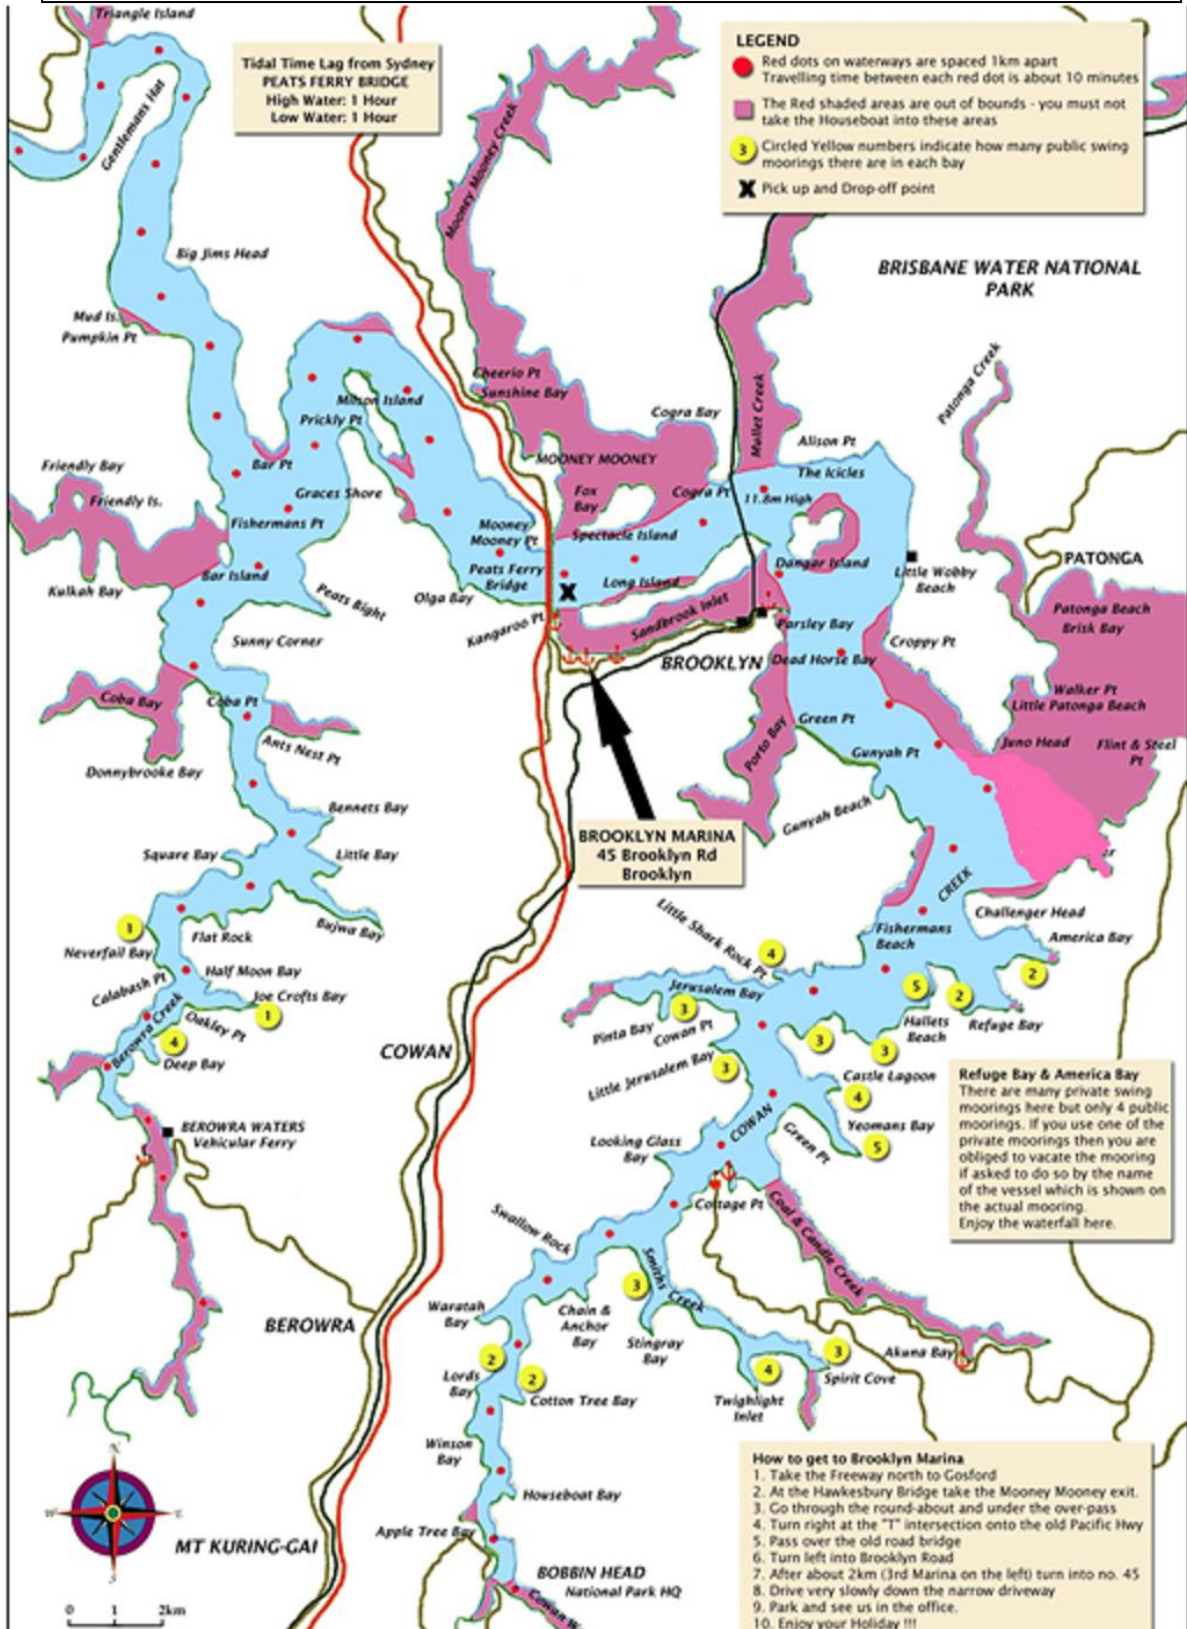 Triangle Island
Gentlemans Hat
Tidal Time Lag from Sydney
PEATS FERRY BRIDGE
High Water: 1 Hour
Low Water: 1 Hour
Mooney Mooney Creek
LEGEND
Red dots on waterways are spaced 1km apart
Travelling time between each red dot is about 10 minutes
The Red shaded areas are out of bounds - you must not
take the Houseboat into these areas
3
Circled Yellow numbers indicate how many public swing
moorings there are in each bay
X Pick up and Drop-off point
BRISBANE WATER NATIONAL
PARK
Big Jims Head
Mud Is.
Pumpkin Pt
Cheerio Pt
Sunshine Bay
Milson Island
Prickly Pt
Cogra Bay
Mullet Creek
Patonga Creek
Alison Pt
The Icicles
11.8m High
Friendly Bay
Friendly Is.
Bar Pt
Graces Shore
Fishermans Pt
MOONEY MOONEY
Fox
Bay
Cogra Pt
Mooney
Mooney Pt
Spectacle Island
Peats Ferry
Bridge
X
Long Island
Dangar Island
Little Wobby
Beach
PATONGA
Kulkah Bay
Bar Island
Peats Bight
Olga Bay
Kangaroo Pt
Sandbrook Inlet
Parsley Bay
Croppy Pt
Patonga Beach
Brisk Bay
Sunny Corner
BROOKLYN
Dead Horse Bay
Walker Pt
Little Patonga Beach
Coba Bay
Coba Pt
Ants Nest Pt
Porto Bay
Green Pt
Gunyah Pt
Juno Head
Flint & Steel
Pt
Donnybrooke Bay
Bennets Bay
Gunyah Beach
BROOKLYN MARINA
45 Brooklyn Rd
Brooklyn
Square Bay
Little Bay
CREEK
Bujwa Bay
1
Neverfail Bay
Flat Rock
Little Shark Rock Pt
4
Fishermans
Beach
Challenger Head
America Bay
Calabash Pt
Half Moon Bay
Jerusalem Bay
5
2
2
Joe Crofts Bay
1
Berowra Creek
Oakley Pt
4
Deep Bay
COWAN
Pinta Bay
3
Cowan Pt
3
3
Hallets
Beach
Refuge Bay
Little Jerusalem Bay
3
Castle Lagoon
4
Yeomans Bay
5
Green Pt
COWAN
Refuge Bay & America Bay
There are many private swing
moorings here but only 4 public
moorings. If you use one of the
private moorings then you are
obliged to vacate the mooring
if asked to do so by the name
of the vessel which is shown on
the actual mooring.
Enjoy the waterfall here.
BEROWRA WATERS
Vehicular Ferry
Looking Glass
Bay
Cottage Pt
Coal & Candle Creek
Swallow Rock
Smiths Creek
3
Waratah
Bay
Chain &
Anchor
Bay
Stingray
Bay
BEROWRA
2
Lords
Bay
2
Cotton Tree Bay
4
Twighlight
Inlet
3
Spirit Cove
Akuna Bay
Winson
Bay
Houseboat Bay
Apple Tree Bay
N
W
E
S
MT KURING-GAI
BOBBIN HEAD
National Park HQ
0 1 2km
How to get to Brooklyn Marina
1. Take the Freeway north to Gosford
2. At the Hawkesbury Bridge take the Mooney Mooney exit.
3. Go through the round-about and under the over-pass
4. Turn right at the "T" intersection onto the old Pacific Hwy
5. Pass over the old road bridge
6. Turn left into Brooklyn Road
7. After about 2km (3rd Marina on the left) turn into no. 45
8. Drive very slowly down the narrow driveway
9. Park and see us in the office.
10. Enjoy your Holiday !!!